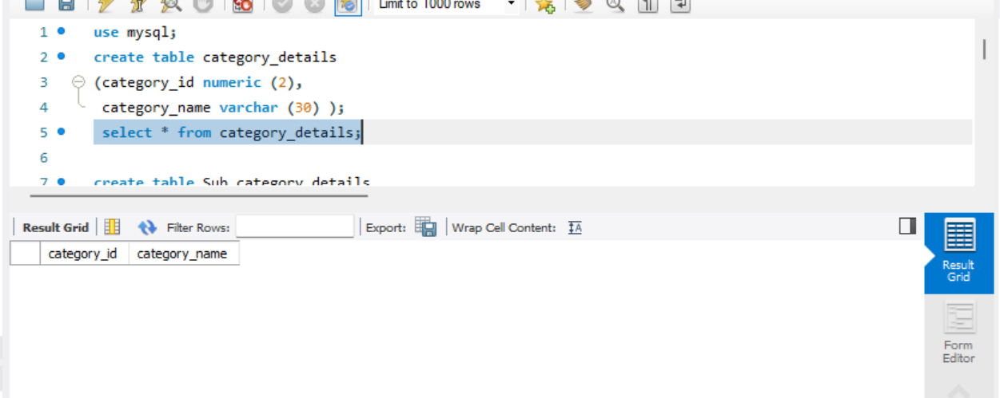 Limit to 1000 rows
1 use mysql;
2 create table category_details
3 (category_id numeric (2),
4 category_name varchar (30) );
5 select * from category_details;
6
7 create table Sub_category_details
Result Grid Filter Rows: Export: Wrap Cell Content: IA
category_id category_name
Result
Grid
Form
Editor